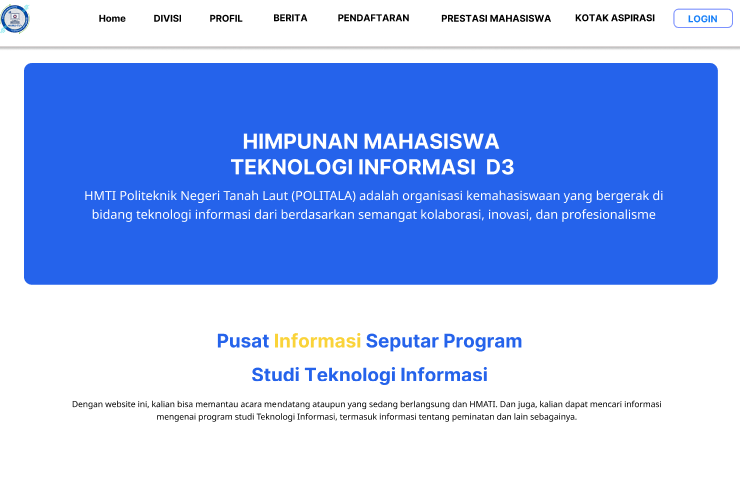 Home DIVISI PROFIL BERITA PENDAFTARAN PRESTASI MAHASISWA KOTAK ASPIRASI LOGIN
HIMPUNAN MAHASISWA
TEKNOLOGI INFORMASI D3
HMTI Politeknik Negeri Tanah Laut (POLITALA) adalah organisasi kemahasiswaan yang bergerak di
bidang teknologi informasi dari berdasarkan semangat kolaborasi, inovasi, dan profesionalisme
Pusat Informasi Seputar Program
Studi Teknologi Informasi
Dengan website ini, kalian bisa memantau acara mendatang ataupun yang sedang berlangsung dan HMATI. Dan juga, kalian dapat mencari informasi
mengenai program studi Teknologi Informasi, termasuk informasi tentang peminatan dan lain sebagainya.